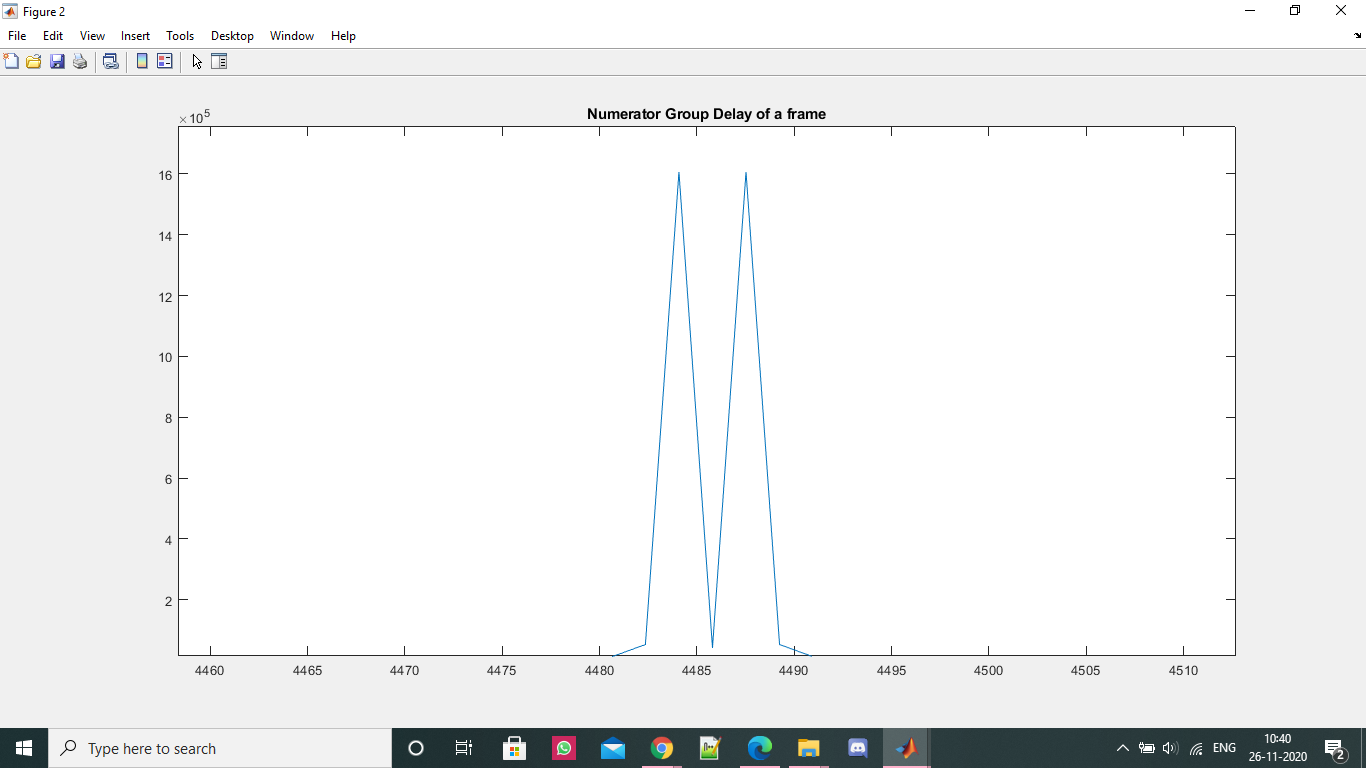 Figure 2
File Edit View Insert Tools Desktop Window Help
Numerator Group Delay of a frame
×10^5
16
14
12
10
8
6
4
2
4460 4465 4470 4475 4480 4485 4490 4495 4500 4505 4510
Type here to search
ENG
10:40
26-11-2020
2